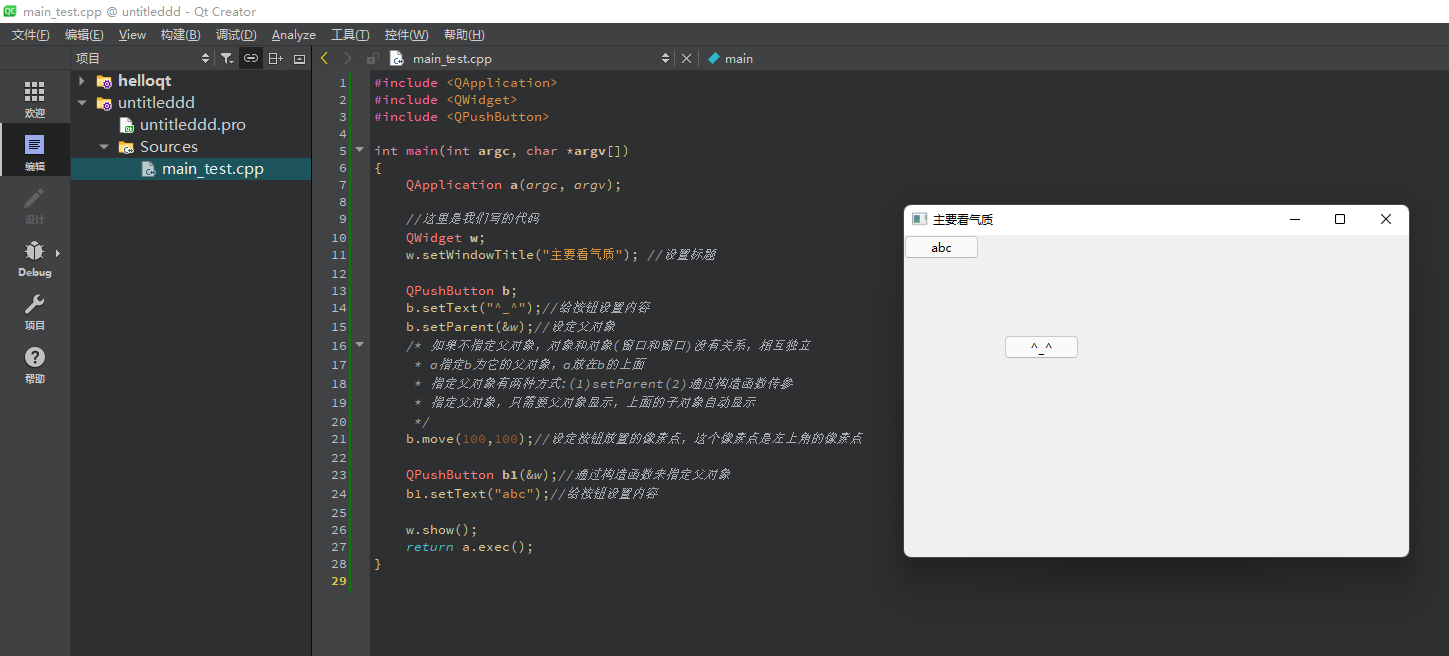 main_test.cpp @ untitleddd - Qt Creator
文件(F) 编辑(E) View 构建(B) 调试(D) Analyze 工具(T) 控件(W) 帮助(H)
项目
main_test.cpp
main
欢迎
编辑
设计
Debug
项目
帮助
helloqt
untitleddd
untitleddd.pro
Sources
main_test.cpp
1 #include <QApplication>
2 #include <QWidget>
3 #include <QPushButton>
4
5 int main(int argc, char *argv[])
6 {
7 QApplication a(argc, argv);
8
9 //这里是我们写的代码
10 QWidget w;
11 w.setWindowTitle("主要看气质"); //设置标题
12
13 QPushButton b;
14 b.setText("^_^");//给按钮设置内容
15 b.setParent(&w);//设定父对象
16 /* 如果不指定父对象，对象和对象(窗口和窗口)没有关系，相互独立
17 * a指定b为它的父对象，a放在b的上面
18 * 指定父对象有两种方式:(1)setParent(2)通过构造函数传参
19 * 指定父对象，只需要父对象显示，上面的子对象自动显示
20 */
21 b.move(100,100);//设定按钮放置的像素点，这个像素点是左上角的像素点
22
23 QPushButton b1(&w);//通过构造函数来指定父对象
24 b1.setText("abc");//给按钮设置内容
25
26 w.show();
27 return a.exec();
28 }
29
主要看气质
abc
^_^